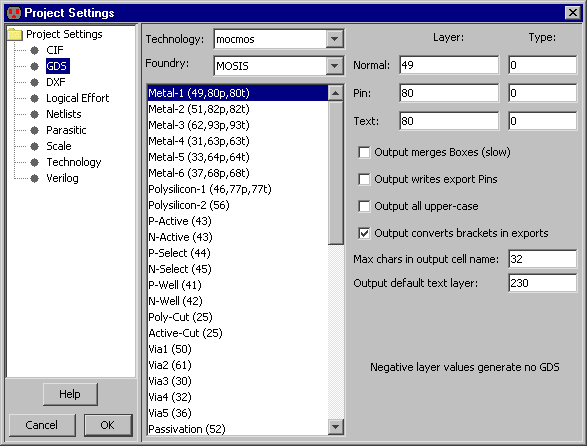 Project Settings
Project Settings
CIF
GDS
DXF
Logical Effort
Netlists
Parasitic
Scale
Technology
Verilog
Help
Cancel
OK
Technology:
mocmos
Foundry:
MOSIS
Metal-1 (49,80p,80t)
Metal-2 (51,82p,82t)
Metal-3 (62,93p,93t)
Metal-4 (31,63p,63t)
Metal-5 (33,64p,64t)
Metal-6 (37,68p,68t)
Polysilicon-1 (46,77p,77t)
Polysilicon-2 (56)
P-Active (43)
N-Active (43)
P-Select (44)
N-Select (45)
P-Well (41)
N-Well (42)
Poly-Cut (25)
Active-Cut (25)
Via1 (50)
Via2 (61)
Via3 (30)
Via4 (32)
Via5 (36)
Passivation (52)
Layer: Type:
Normal: 49 0
Pin: 80 0
Text: 80 0
Output merges Boxes (slow)
Output writes export Pins
Output all upper-case
Output converts brackets in exports
Max chars in output cell name: 32
Output default text layer: 230
Negative layer values generate no GDS